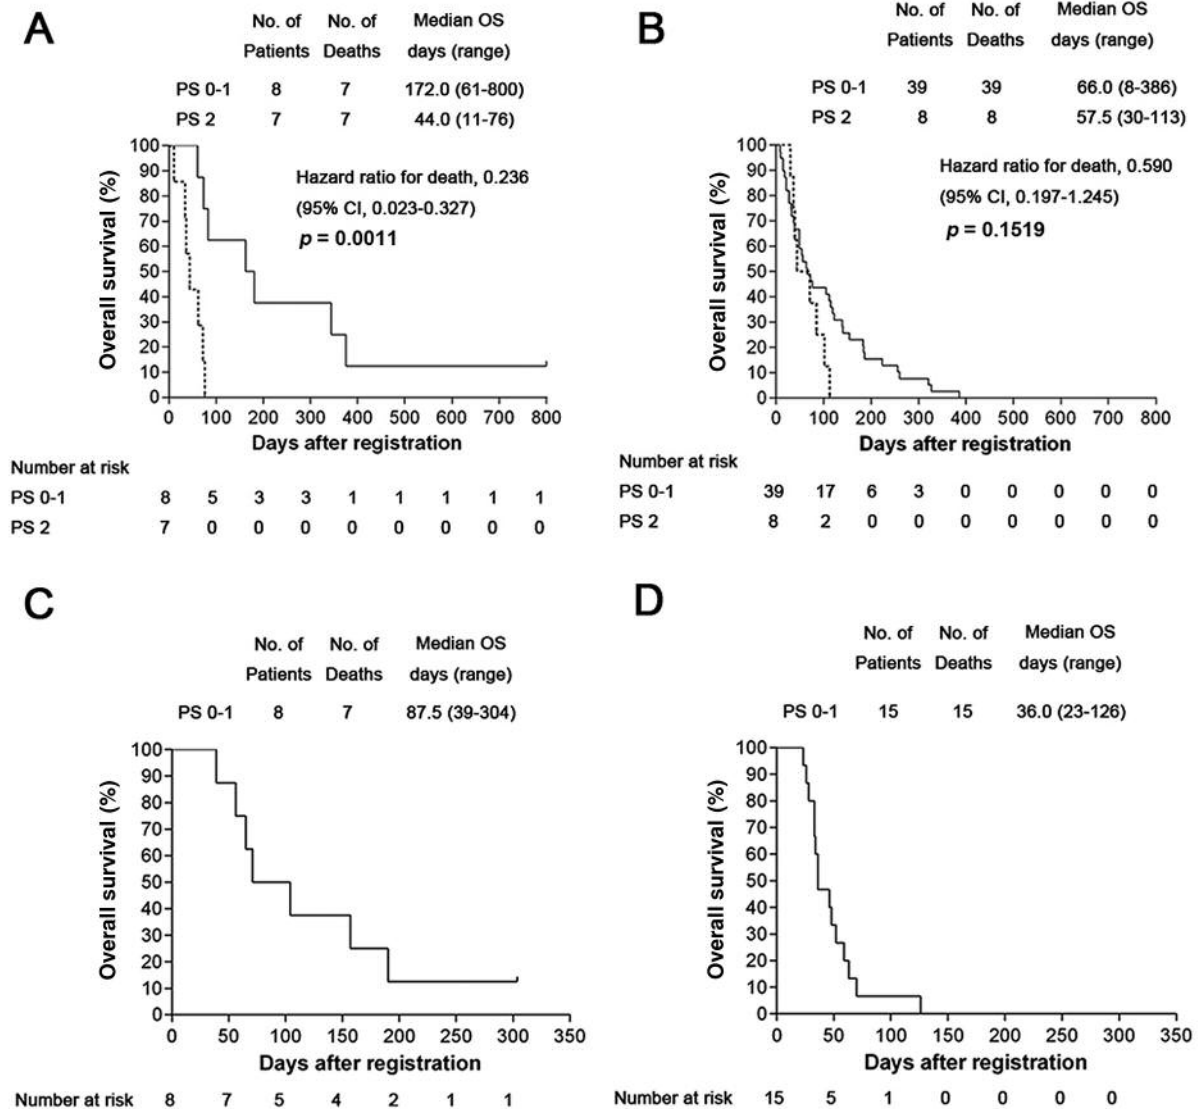 A
No. of No. of Median OS
Patients Deaths days (range)
PS 0-1 8 7 172.0 (61-800)
PS 2 7 7 44.0 (11-76)
Hazard ratio for death, 0.236
(95% CI, 0.023-0.327)
p = 0.0011
Overall survival (%)
100
90
80
70
60
50
40
30
20
10
0
0 100 200 300 400 500 600 700 800
Days after registration
Number at risk
PS 0-1 8 5 3 3 1 1 1 1 1
PS 2 7 0 0 0 0 0 0 0 0
B
No. of No. of Median OS
Patients Deaths days (range)
PS 0-1 39 39 66.0 (8-386)
PS 2 8 8 57.5 (30-113)
Hazard ratio for death, 0.590
(95% CI, 0.197-1.245)
p = 0.1519
Overall survival (%)
100
90
80
70
60
50
40
30
20
10
0
0 100 200 300 400 500 600 700 800
Days after registration
Number at risk
PS 0-1 39 17 6 3 0 0 0 0 0
PS 2 8 2 0 0 0 0 0 0 0
C
No. of No. of Median OS
Patients Deaths days (range)
PS 0-1 8 7 87.5 (39-304)
Overall survival (%)
100
90
80
70
60
50
40
30
20
10
0
0 50 100 150 200 250 300 350
Days after registration
Number at risk 8 7 5 4 2 1 1
D
No. of No. of Median OS
Patients Deaths days (range)
PS 0-1 15 15 36.0 (23-126)
Overall survival (%)
100
90
80
70
60
50
40
30
20
10
0
0 50 100 150 200 250 300 350
Days after registration
Number at risk 15 5 1 0 0 0 0